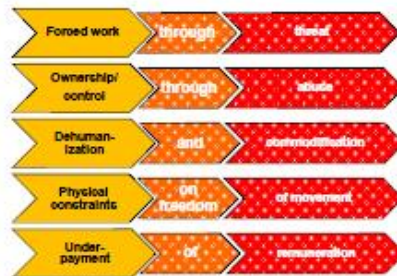 Forced work through threat
Ownership/
control through abuse
Dehuman-
ization and commodification
Physical
constraints on
freedom of movement
Under-
payment of remuneration